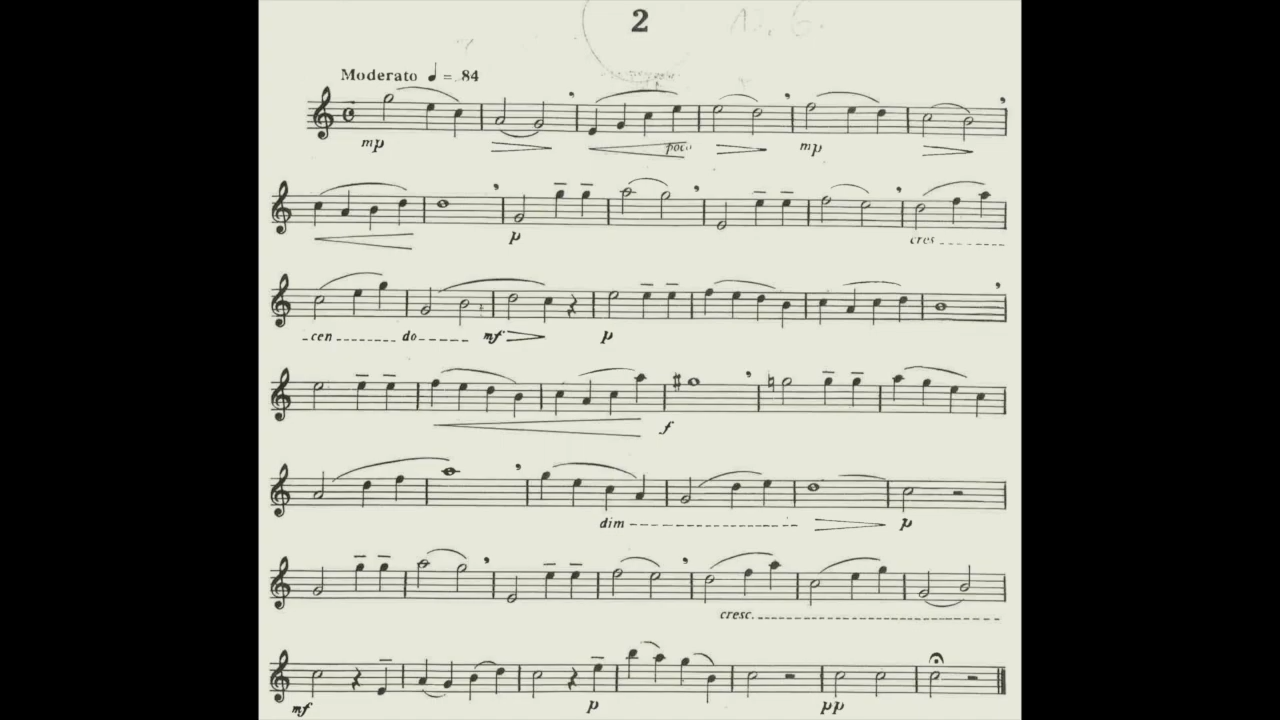 2
Moderato ♩ = 84
mp poco mp
p cres
cen do mf p
f
dim p
cresc.
mf p pp